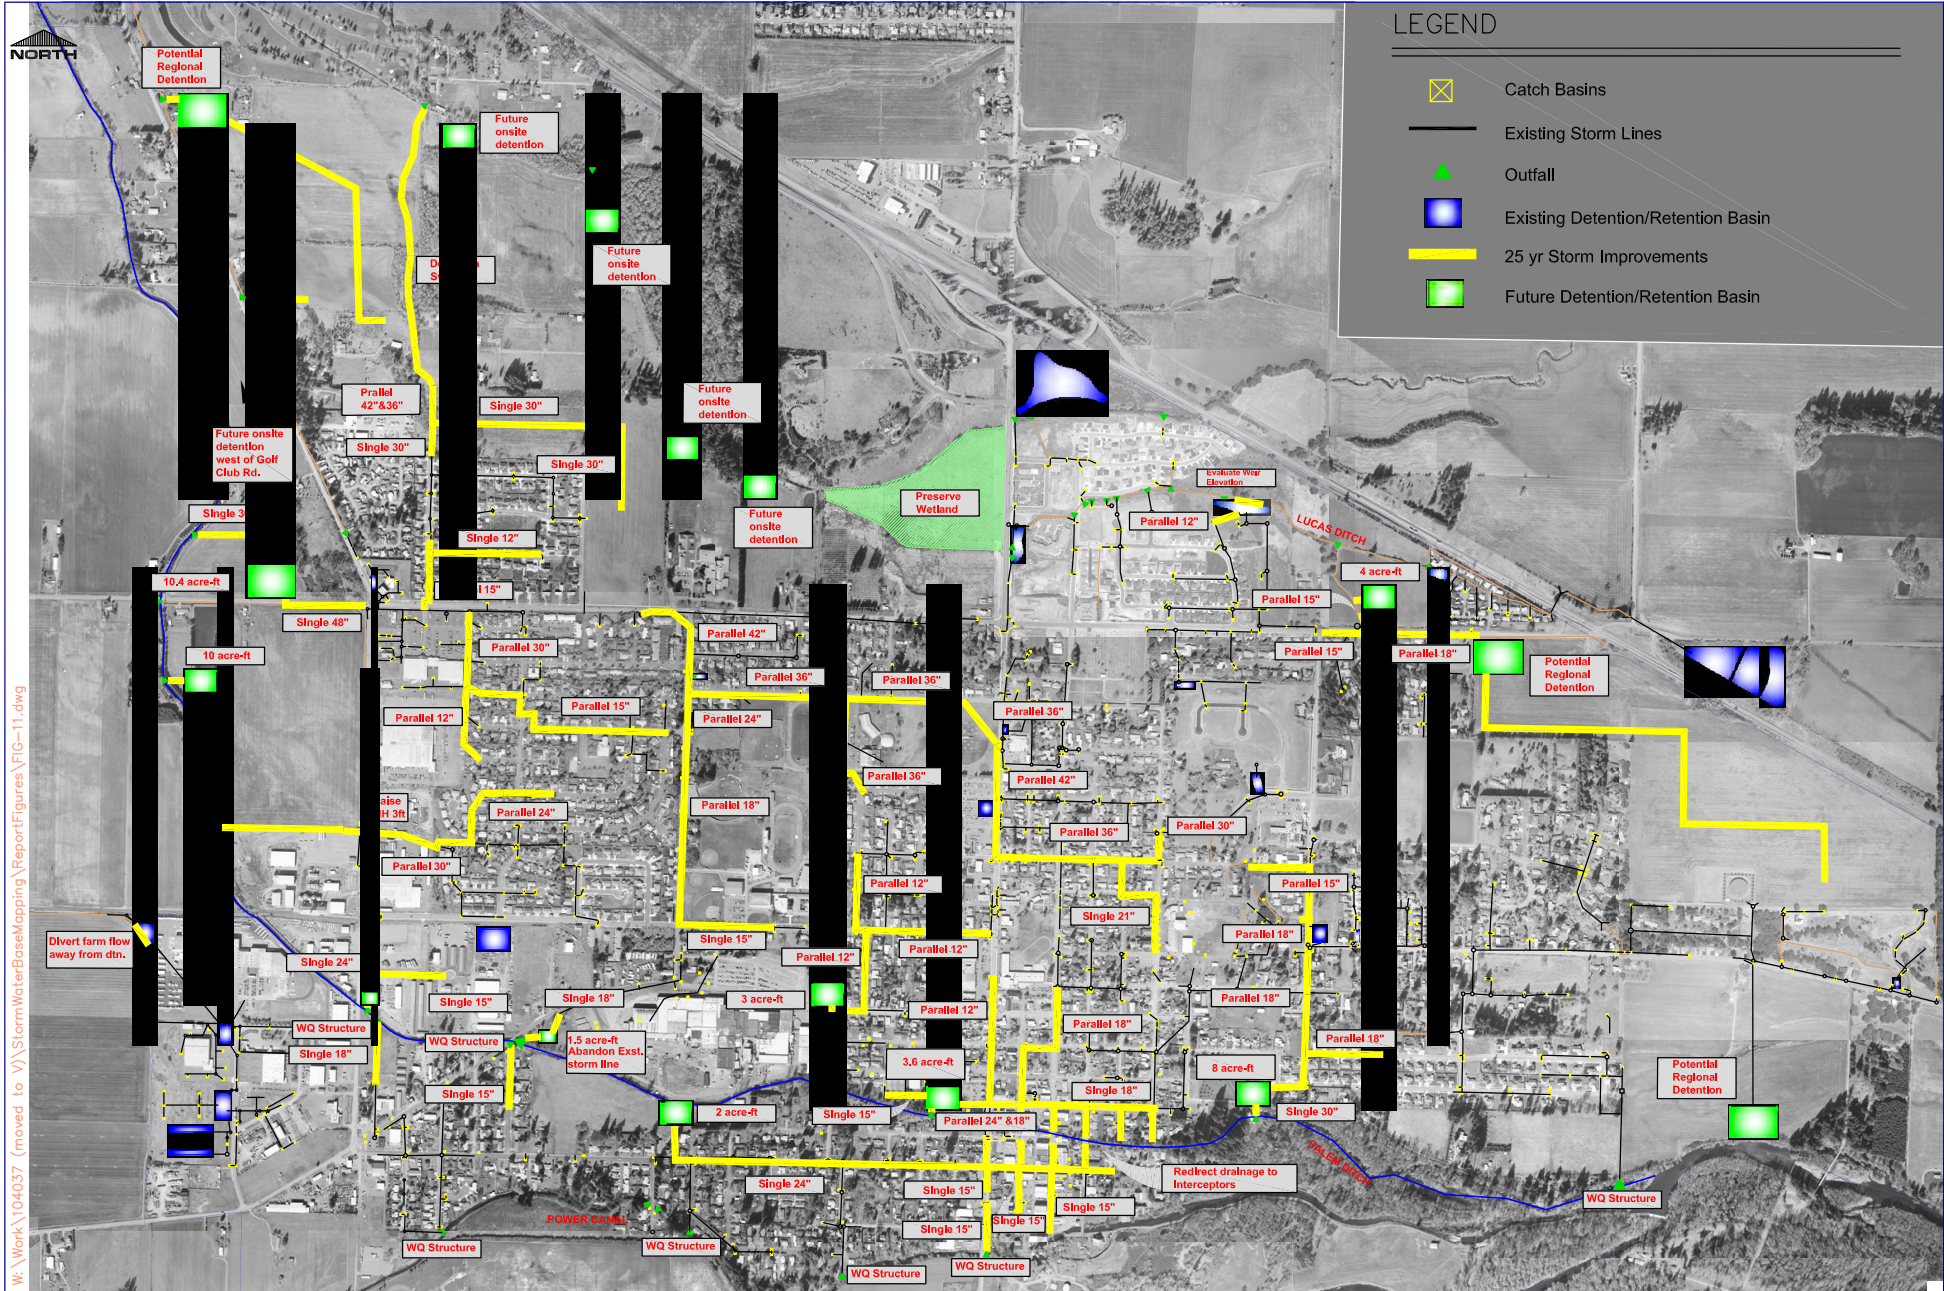 LEGEND
Catch Basins
Existing Storm Lines
Outfall
Existing Detention/Retention Basin
25 yr Storm Improvements
Future Detention/Retention Basin
NORTH
Potential
Regional
Detention
Future
onsite
detention
Future
onsite
detention
Prallel
42"&36"
Single 30"
Future
onsite
detention
Future onsite
detention
west of Golf
Club Rd.
Single 30"
Single 30"
Preserve
Wetland
Evaluate Weir
Elevation
Future
onsite
detention
Parallel 12"
LUCAS DITCH
Single 12"
10.4 acre-ft
15"
4 acre-ft
Parallel 15"
Single 48"
Parallel 42"
Parallel 30"
Parallel 15"
Parallel 18"
10 acre-ft
Potential
Regional
Detention
Parallel 36"
Parallel 36"
Parallel 12"
Parallel 15"
Parallel 24"
Parallel 36"
Parallel 36"
Parallel 42"
3ft
Parallel 24"
Parallel 18"
Parallel 36"
Parallel 30"
Parallel 30"
Parallel 12"
Parallel 15"
Single 21"
Divert farm flow
away from dtn.
Single 15"
Parallel 12"
Parallel 12"
Parallel 18"
Single 24"
Single 15"
Single 18"
3 acre-ft
Parallel 12"
Parallel 18"
Parallel 18"
WQ Structure
Single 18"
WQ Structure
1.5 acre-ft
Abandon Exst.
storm line
3.6 acre-ft
Parallel 18"
8 acre-ft
Potential
Regional
Detention
Single 15"
2 acre-ft
Single 15"
Parallel 24" &18"
Single 18"
Single 30"
SALEM DITCH
Redirect drainage to
Interceptors
Single 24"
Single 15"
Single 15"
WQ Structure
POWER CANAL
Single 15"
Single 15"
WQ Structure
WQ Structure
WQ Structure
WQ Structure
W: \Work\104037 (moved to V)\StormWaterBaseMapping\ReportFigures\FIG-11.dwg